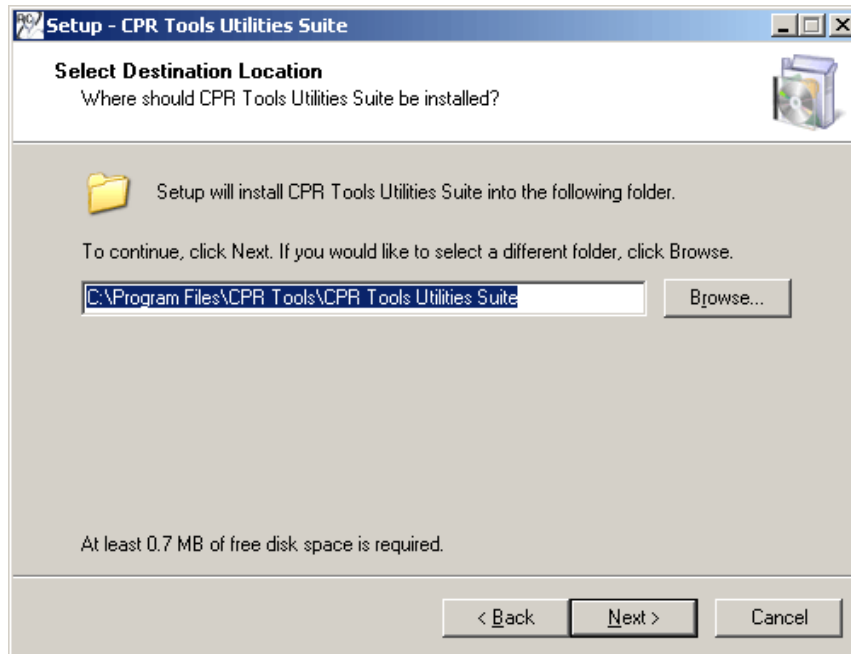 Setup - CPR Tools Utilities Suite
Select Destination Location
Where should CPR Tools Utilities Suite be installed?
Setup will install CPR Tools Utilities Suite into the following folder.
To continue, click Next. If you would like to select a different folder, click Browse.
C:\Program Files\CPR Tools\CPR Tools Utilities Suite
Browse...
At least 0.7 MB of free disk space is required.
< Back
Next >
Cancel